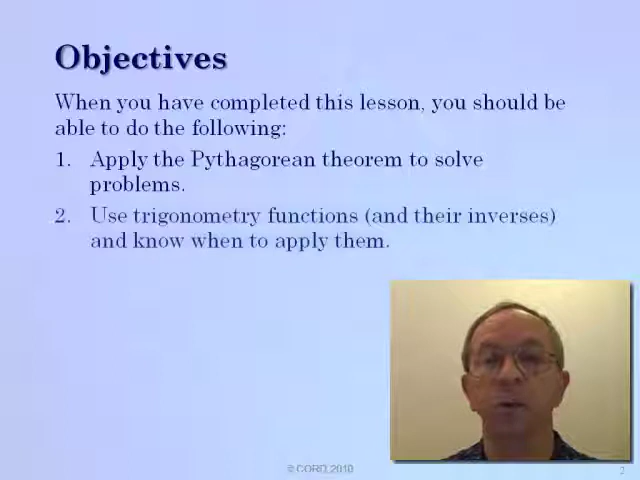 Objectives
When you have completed this lesson, you should be
able to do the following:
1. Apply the Pythagorean theorem to solve
problems.
2. Use trigonometry functions (and their inverses)
and know when to apply them.
© CORD, 2010
2